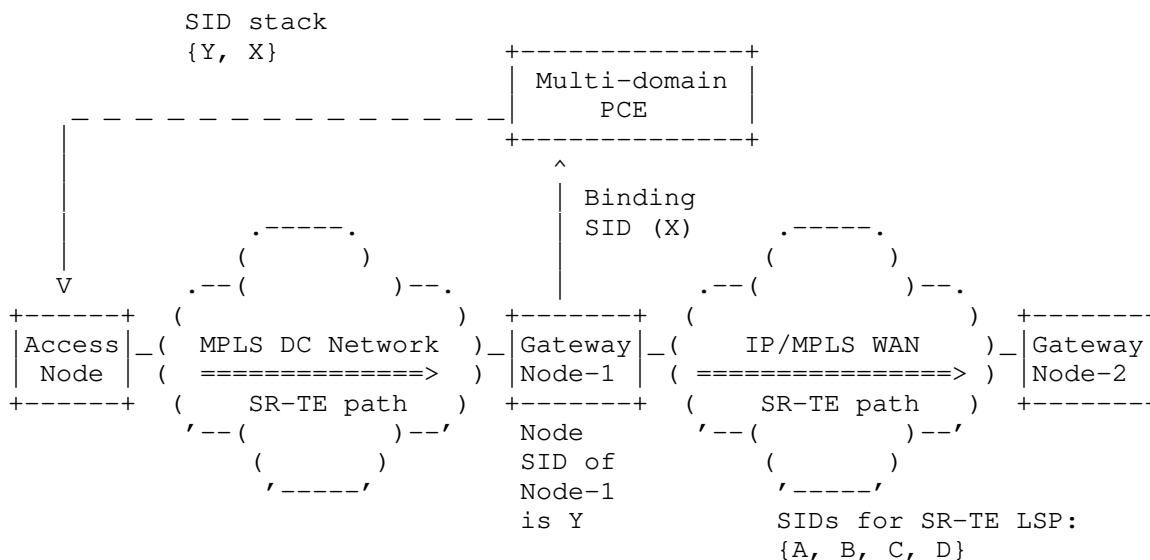 SID stack
{Y, X}
Multi-domain
PCE
Binding
SID (X)
Access MPLS DC Network Gateway IP/MPLS WAN Gateway
Node ==============> Node-1 ================> Node-2
SR-TE path SR-TE path
Node
SID of
Node-1
is Y SIDs for SR-TE LSP:
{A, B, C, D}